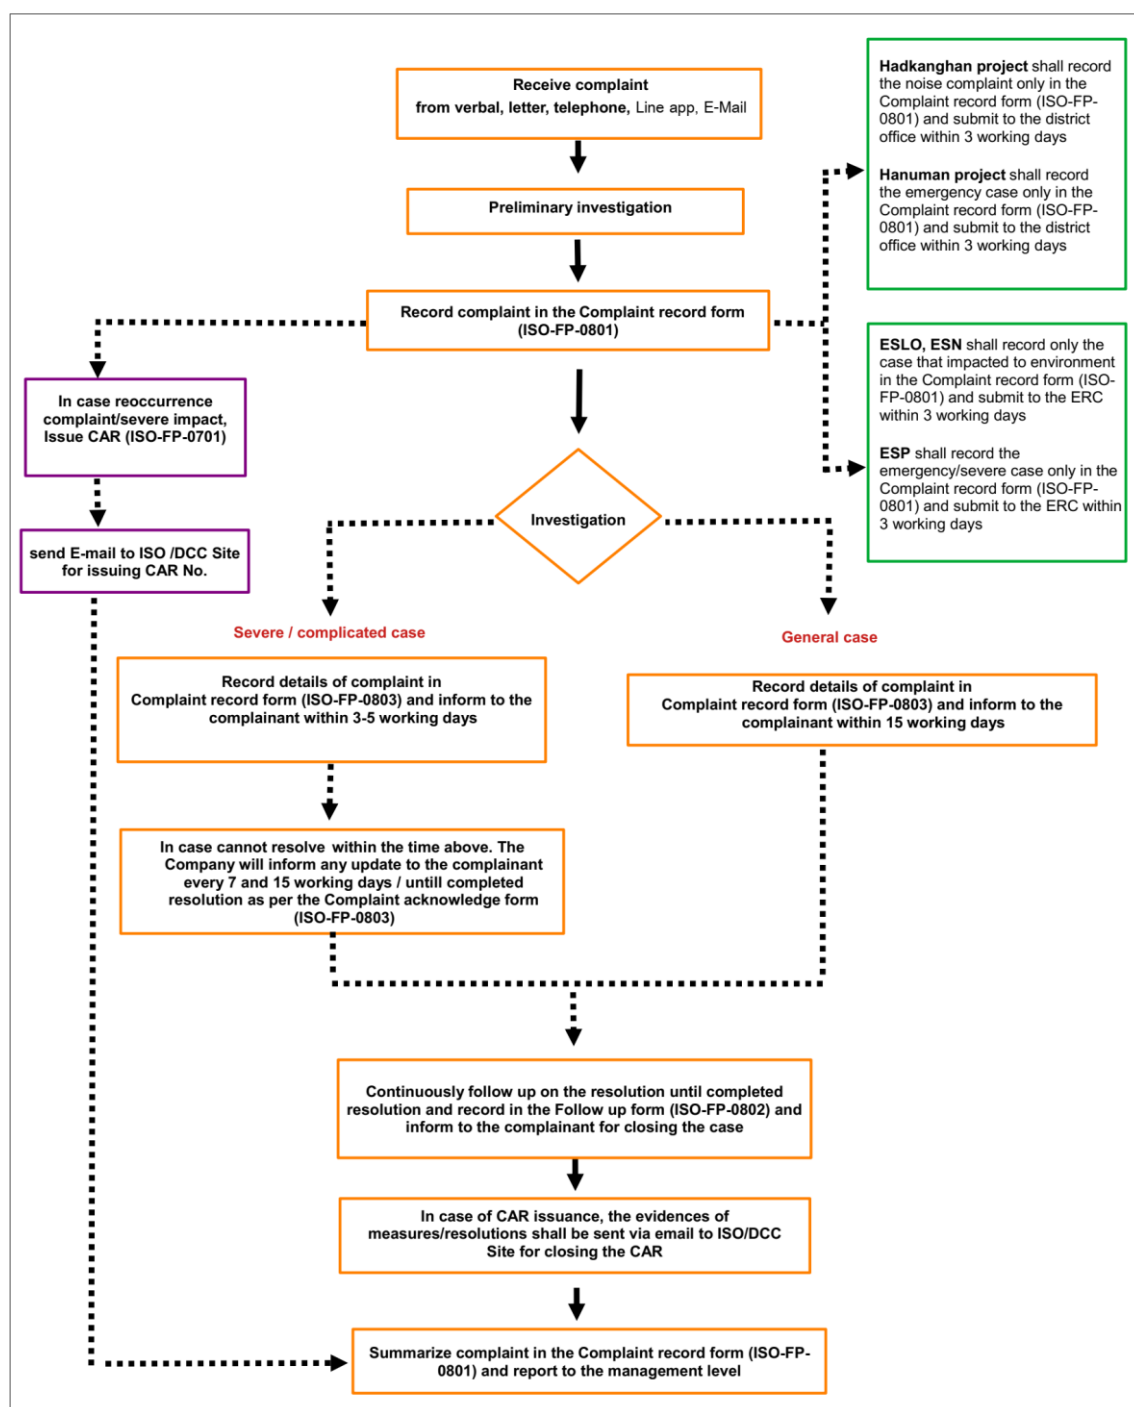 Receive complaint
from verbal, letter, telephone, Line app, E-Mail
Preliminary investigation
Record complaint in the Complaint record form
(ISO-FP-0801)
Hadkanghan project shall record
the noise complaint only in the
Complaint record form (ISO-FP-
0801) and submit to the district
office within 3 working days
Hanuman project shall record
the emergency case only in the
Complaint record form (ISO-FP-
0801) and submit to the district
office within 3 working days
ESLO, ESN shall record only the
case that impacted to environment
in the Complaint record form (ISO-
FP-0801) and submit to the ERC
within 3 working days
ESP shall record the
emergency/severe case only in the
Complaint record form (ISO-FP-
0801) and submit to the ERC within
3 working days
In case reoccurrence
complaint/severe impact,
Issue CAR (ISO-FP-0701)
send E-mail to ISO /DCC Site
for issuing CAR No.
Investigation
Severe / complicated case
General case
Record details of complaint in
Complaint record form (ISO-FP-0803) and inform to the
complainant within 3-5 working days
Record details of complaint in
Complaint record form (ISO-FP-0803) and inform to the
complainant within 15 working days
In case cannot resolve within the time above. The
Company will inform any update to the complainant
every 7 and 15 working days / untill completed
resolution as per the Complaint acknowledge form
(ISO-FP-0803)
Continuously follow up on the resolution until completed
resolution and record in the Follow up form (ISO-FP-0802) and
inform to the complainant for closing the case
In case of CAR issuance, the evidences of
measures/resolutions shall be sent via email to ISO/DCC
Site for closing the CAR
Summarize complaint in the Complaint record form (ISO-FP-
0801) and report to the management level